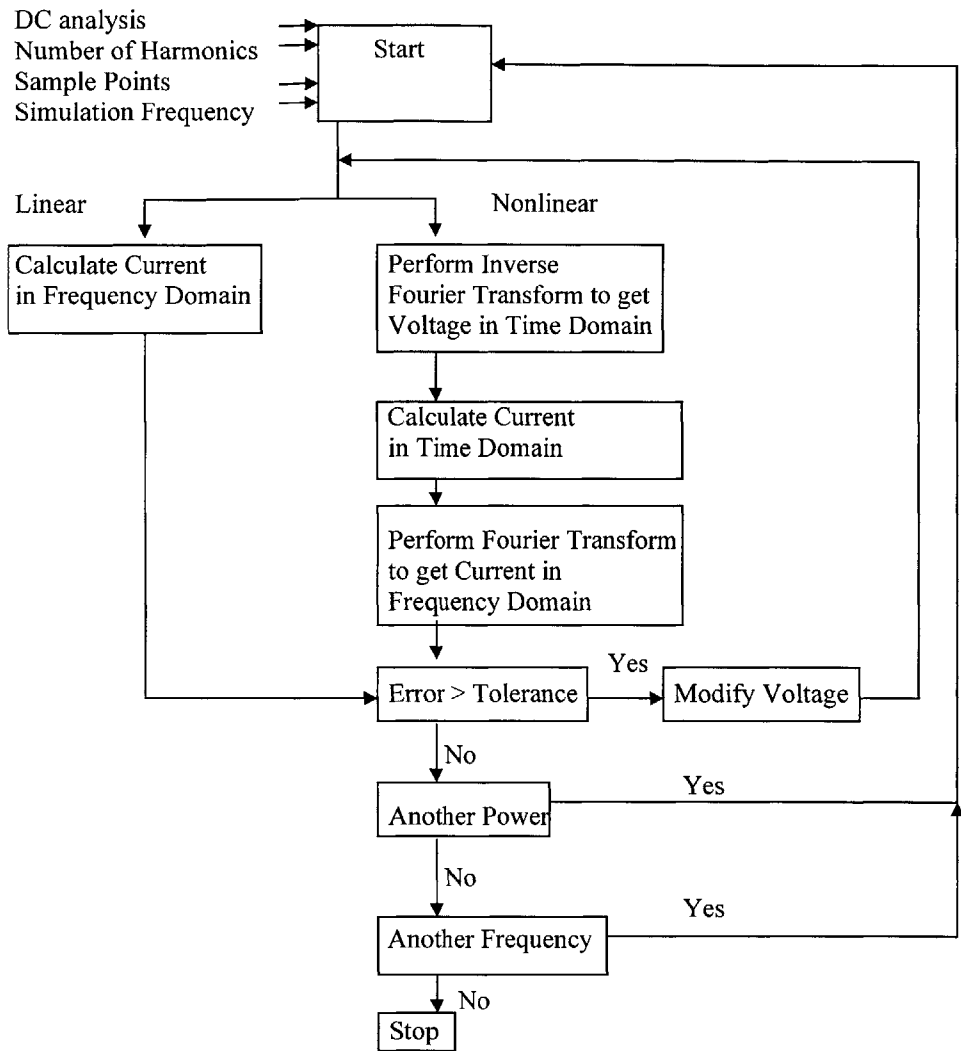 DC analysis
Number of Harmonics
Sample Points
Simulation Frequency
Start
Linear
Nonlinear
Calculate Current
in Frequency Domain
Perform Inverse
Fourier Transform to get
Voltage in Time Domain
Calculate Current
in Time Domain
Perform Fourier Transform
to get Current in
Frequency Domain
Error > Tolerance
Yes
Modify Voltage
No
Another Power
Yes
No
Another Frequency
Yes
No
Stop